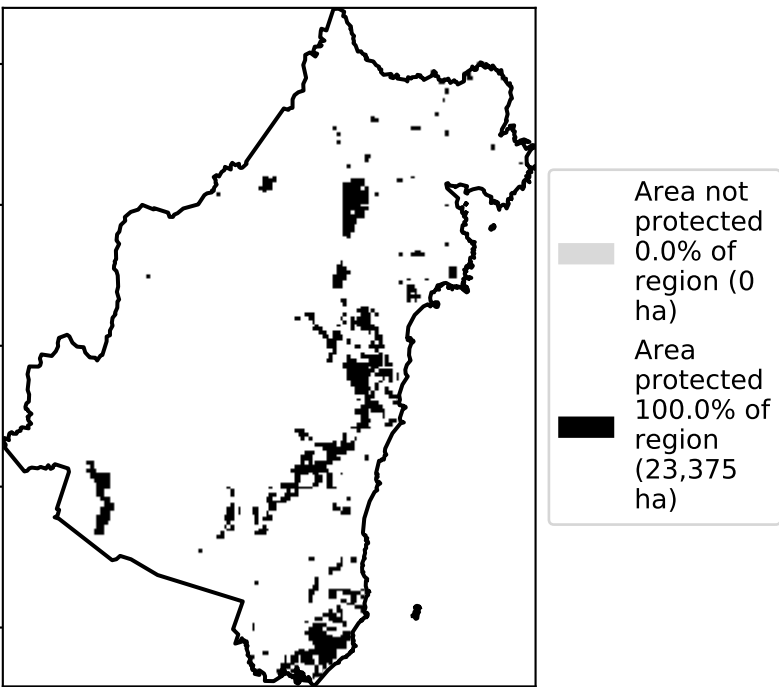 Area not
protected
0.0% of
region (0
ha)
Area
protected
100.0% of
region
(23,375
ha)